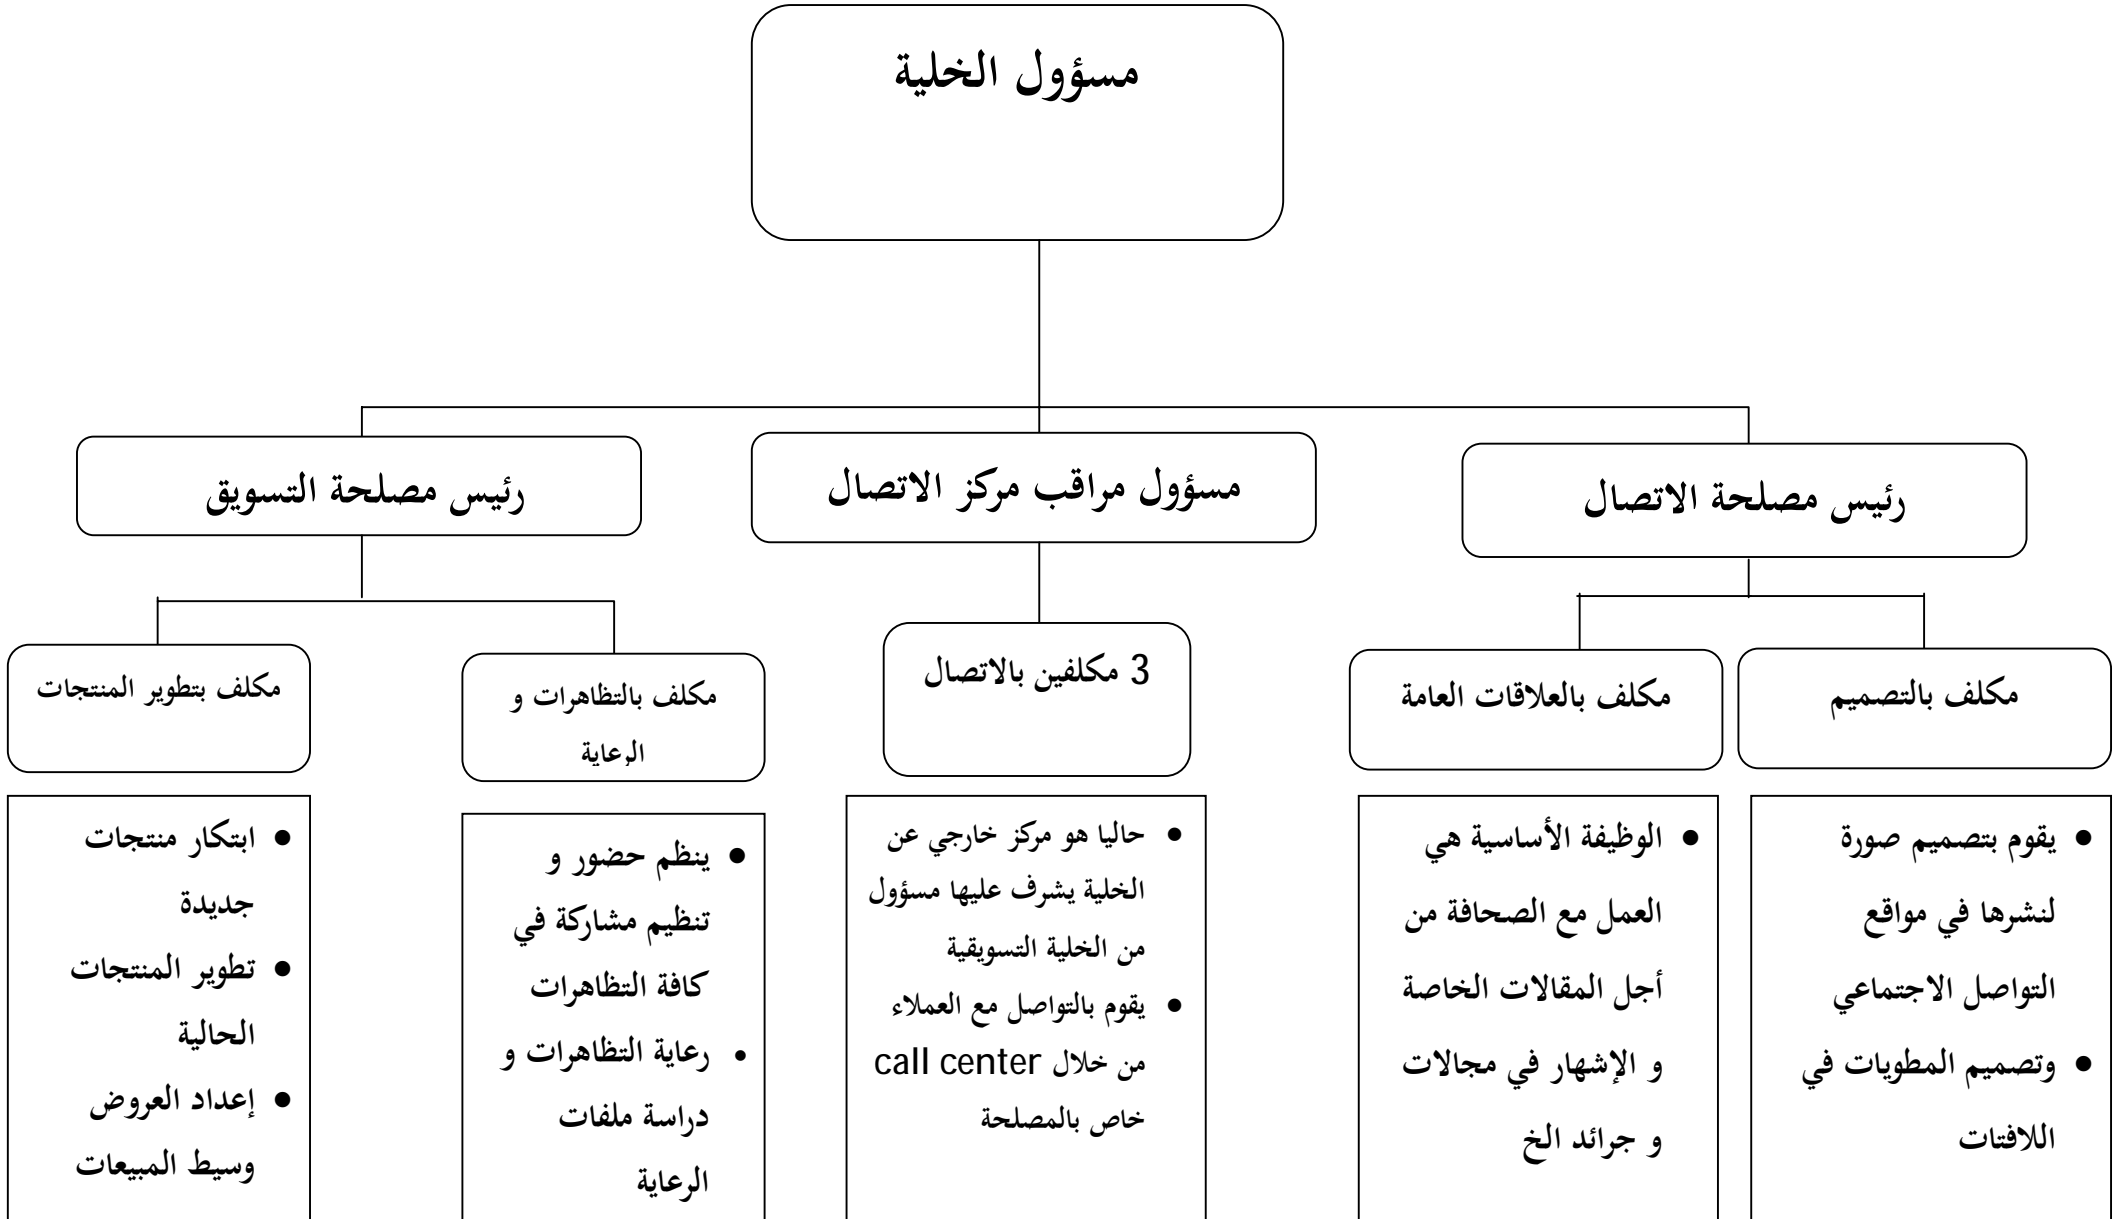 مسؤول الخلية
رئيس مصلحة الاتصال
مسؤول مراقب مركز الاتصال
رئيس مصلحة التسويق
مكلف بالتصميم
مكلف بالعلاقات العامة
3 مكلفين بالاتصال
مكلف بالتظاهرات و
الرعاية
مكلف بتطوير المنتجات
• يقوم بتصميم صورة
لنشرها في مواقع
التواصل الاجتماعي
• وتصميم المطويات في
اللافتات
• الوظيفة الأساسية هي
العمل مع الصحافة من
أجل المقالات الخاصة
و الإشهار في مجالات
و جرائد الخ
• حاليا هو مركز خارجي عن
الخلية يشرف عليها مسؤول
من الخلية التسويقية
• يقوم بالتواصل مع العملاء
من خلال call center
خاص بالمصلحة
• ينظم حضور و
تنظيم مشاركة في
كافة التظاهرات
• رعاية التظاهرات و
دراسة ملفات
الرعاية
• ابتكار منتجات
جديدة
• تطوير المنتجات
الحالية
• إعداد العروض
وسيط المبيعات